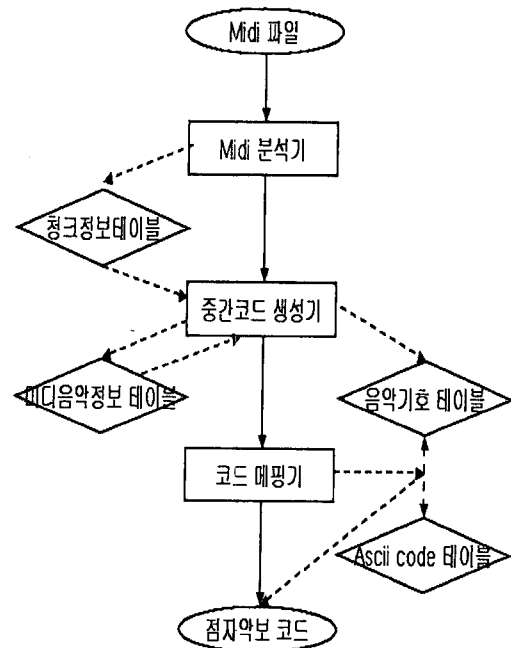 Midi 파일
Midi 분석기
청크정보테이블
중간코드 생성기
미디음악정보 테이블
음악기호 테이블
코드 매핑기
Ascii code 테이블
점자악보 코드